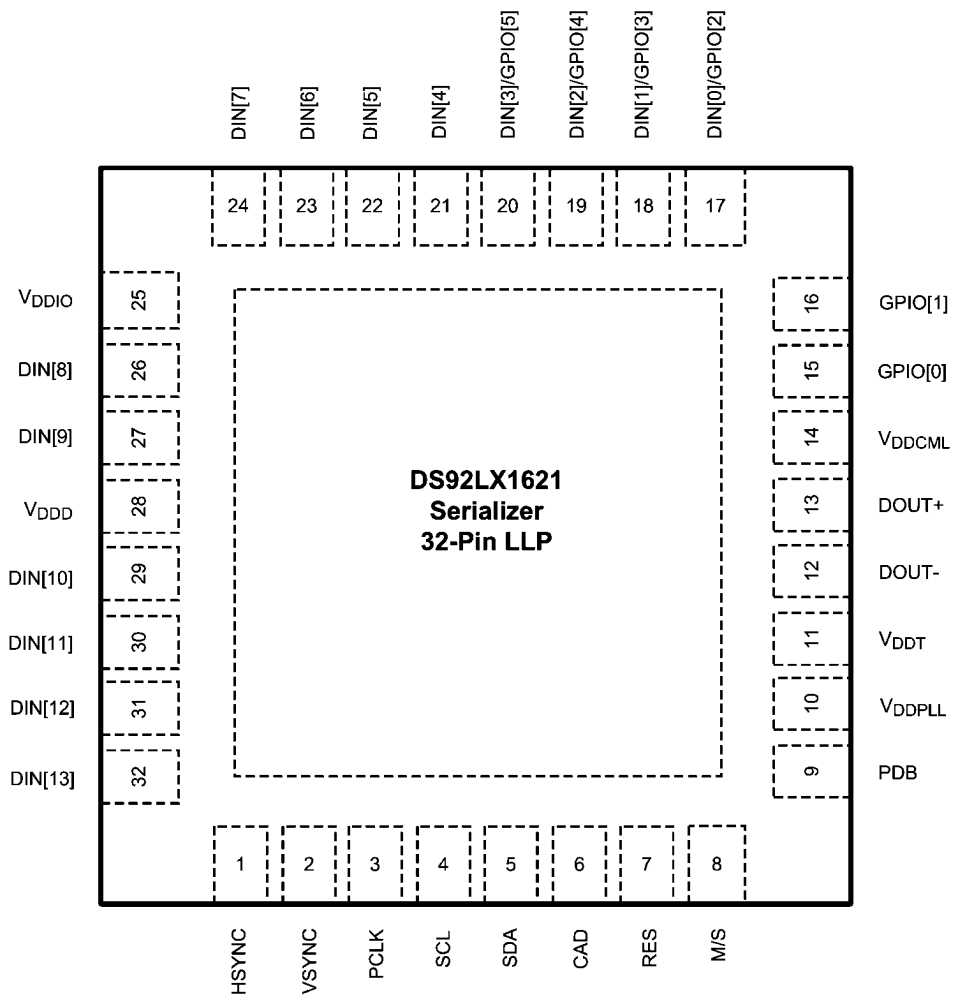 DIN[7]
DIN[6]
DIN[5]
DIN[4]
DIN[3]/GPIO[5]
DIN[2]/GPIO[4]
DIN[1]/GPIO[3]
DIN[0]/GPIO[2]
24
23
22
21
20
19
18
17
VDDIO
25
DIN[8]
26
DIN[9]
27
VDDD
28
DIN[10]
29
DIN[11]
30
DIN[12]
31
DIN[13]
32
DS92LX1621
Serializer
32-Pin LLP
16
GPIO[1]
15
GPIO[0]
14
VDDCML
13
DOUT+
12
DOUT-
11
VDDT
10
VDDPLL
9
PDB
1
2
3
4
5
6
7
8
HSYNC
VSYNC
PCLK
SCL
SDA
CAD
RES
M/S